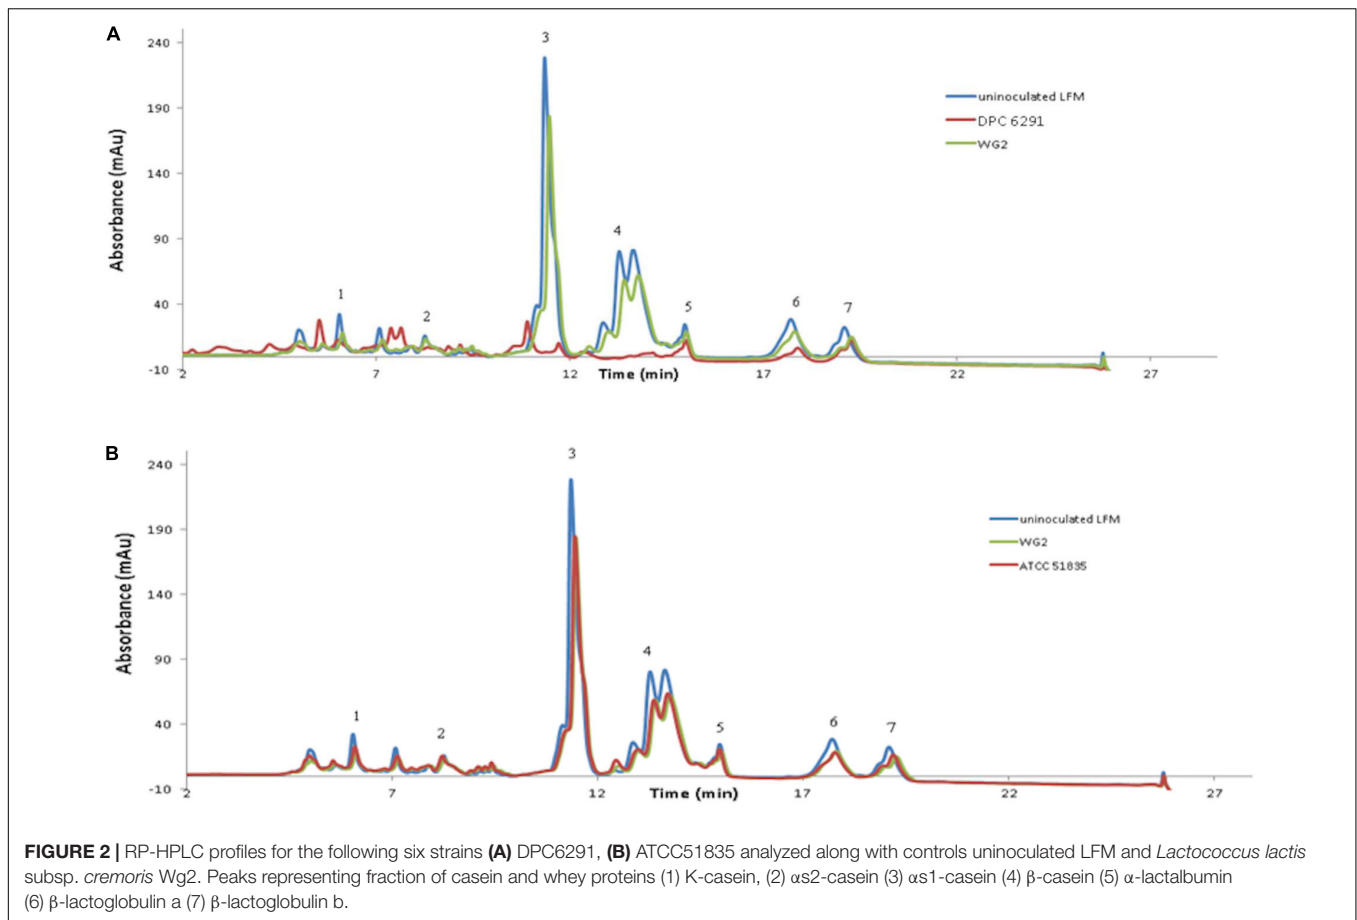 A
Absorbance (mAu)
240
190
140
90
40
-10
3
4
1
2
5
6
7
uninoculated LFM
DPC 6291
WG2
2 7 12 17 22 27
Time (min)
B
Absorbance (mAu)
240
190
140
90
40
-10
3
4
1
2
5
6
7
uninoculated LFM
WG2
ATCC 51835
2 7 12 17 22 27
Time (min)
FIGURE 2 | RP-HPLC profiles for the following six strains (A) DPC6291, (B) ATCC51835 analyzed along with controls uninoculated LFM and Lactococcus lactis
subsp. cremoris Wg2. Peaks representing fraction of casein and whey proteins (1) K-casein, (2) αs2-casein (3) αs1-casein (4) β-casein (5) α-lactalbumin
(6) β-lactoglobulin a (7) β-lactoglobulin b.